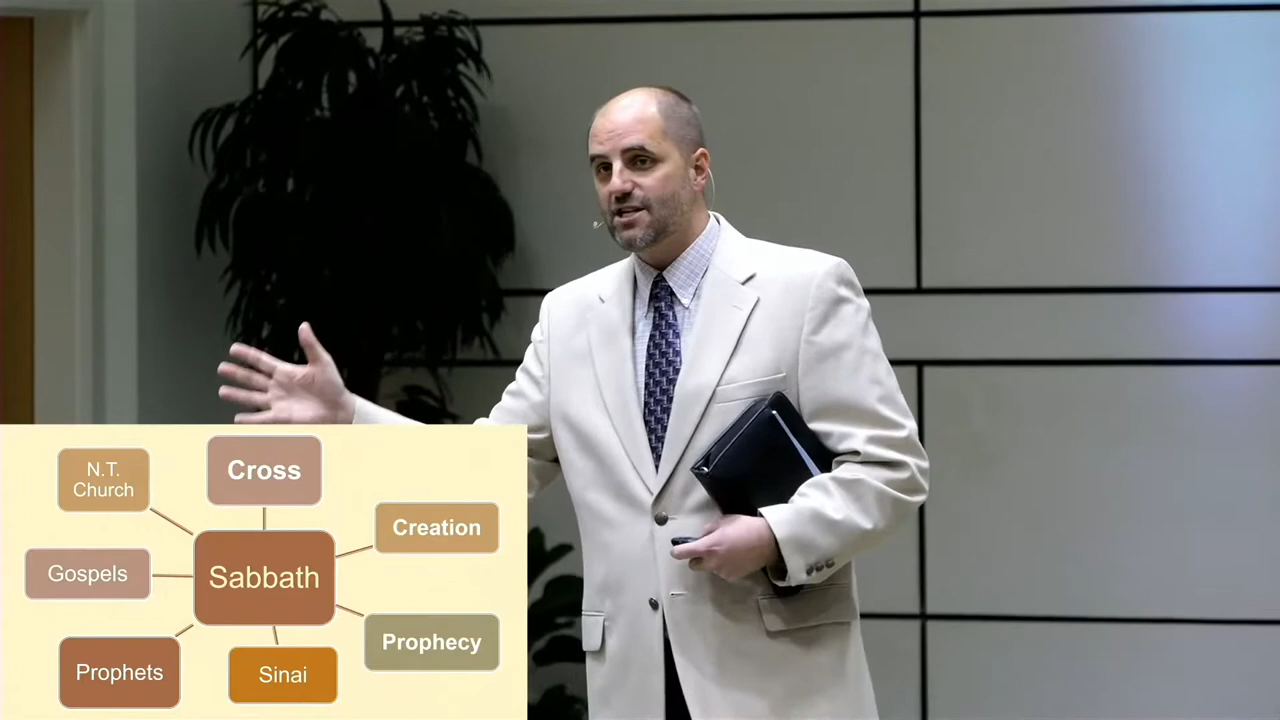 N.T.
Church
Cross
Creation
Gospels
Sabbath
Prophecy
Prophets
Sinai